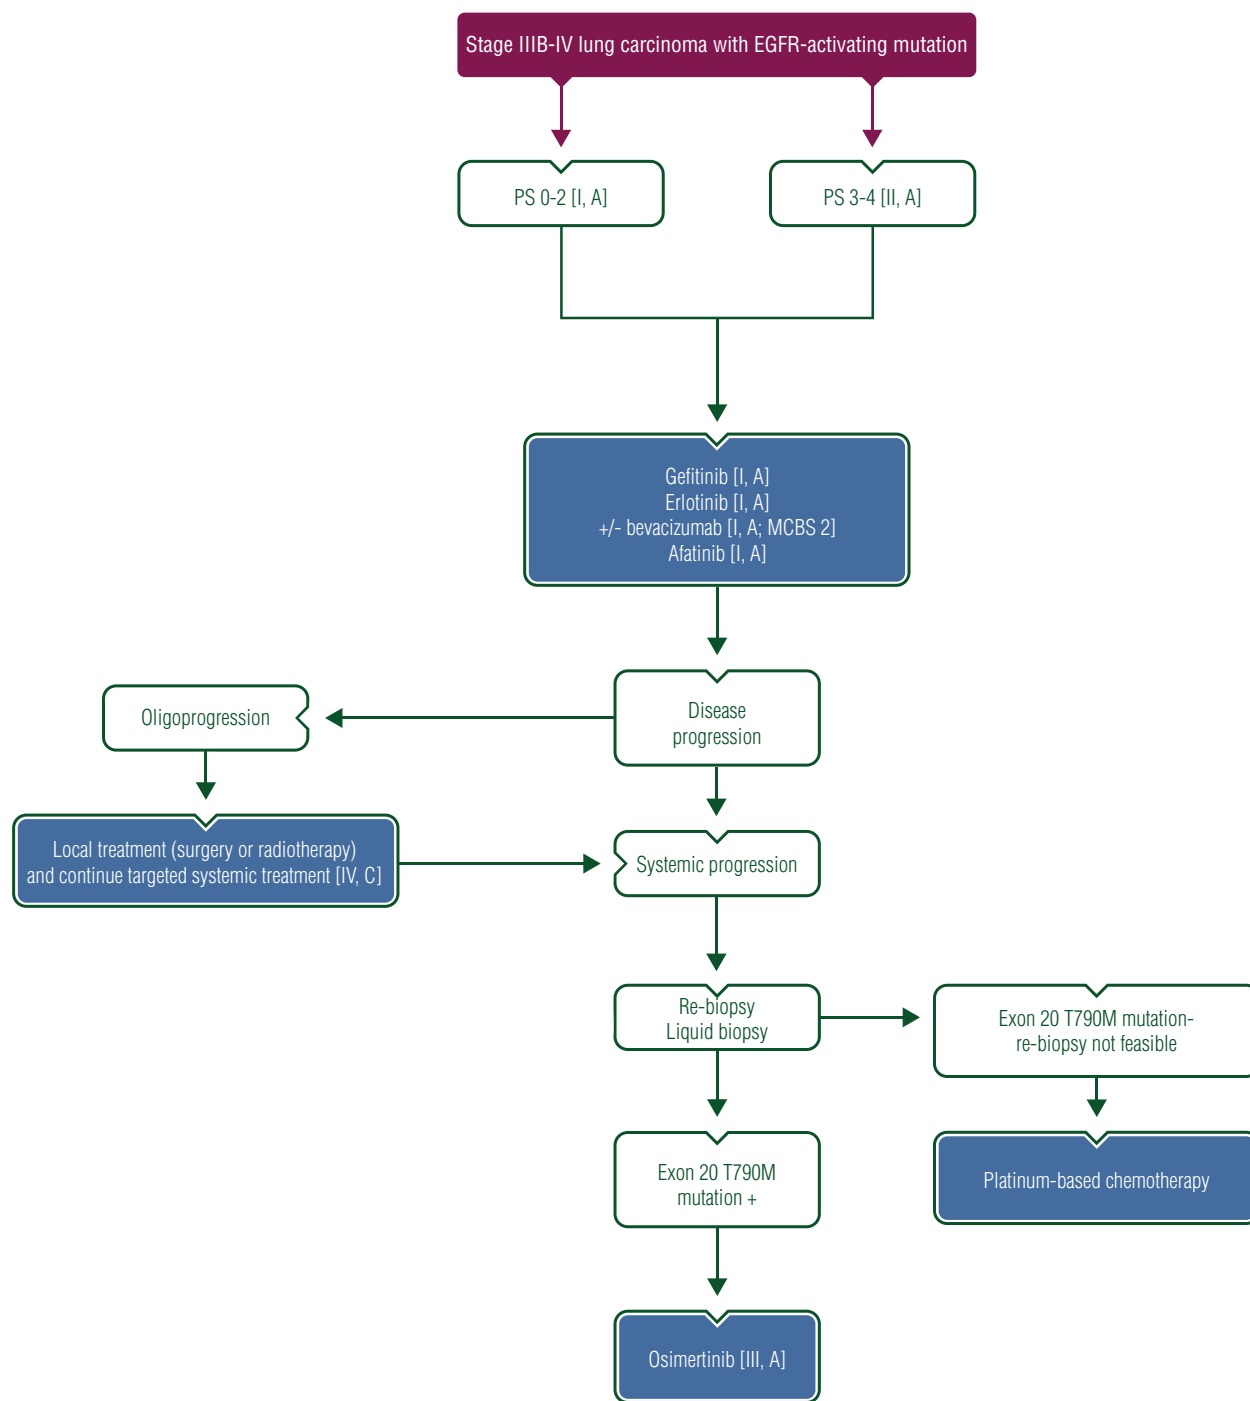 Stage IIIB-IV lung carcinoma with EGFR-activating mutation
PS 0-2 [I, A]
PS 3-4 [II, A]
Gefitinib [I, A]
Erlotinib [I, A]
+/- bevacizumab [I, A; MCBS 2]
Afatinib [I, A]
Disease
progression
Oligoprogression
Local treatment (surgery or radiotherapy)
and continue targeted systemic treatment [IV, C]
Systemic progression
Re-biopsy
Liquid biopsy
Exon 20 T790M mutation-
re-biopsy not feasible
Exon 20 T790M
mutation +
Platinum-based chemotherapy
Osimertinib [III, A]